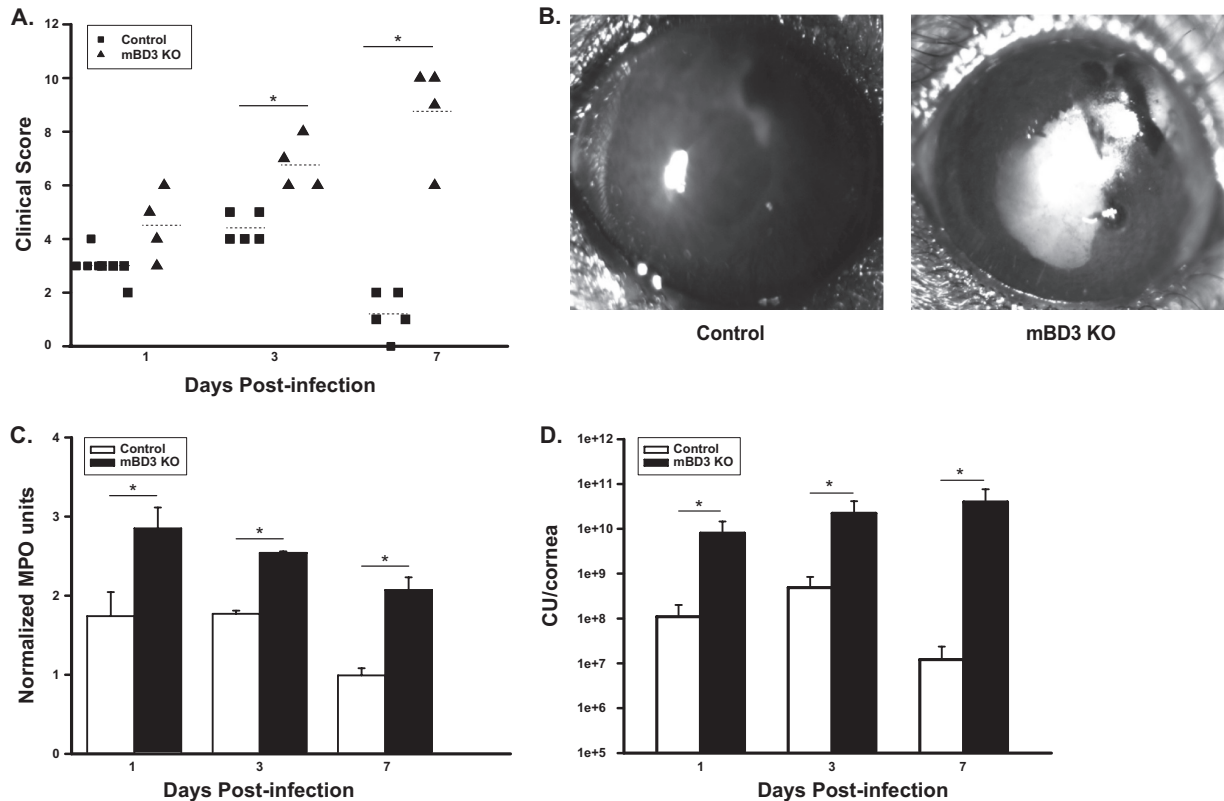 A.
12
10
8
6
4
2
0
Clinical Score
Control
mBD3 KO
*
*
1
3
7
Days Post-infection
B.
Control
mBD3 KO
C.
4
3
2
1
0
Normalized MPO units
Control
mBD3 KO
*
*
*
1
3
7
Days Post-infection
D.
1e+12
1e+11
1e+10
1e+9
1e+8
1e+7
1e+6
1e+5
CU/cornea
Control
mBD3 KO
*
*
*
1
3
7
Days Post-infection